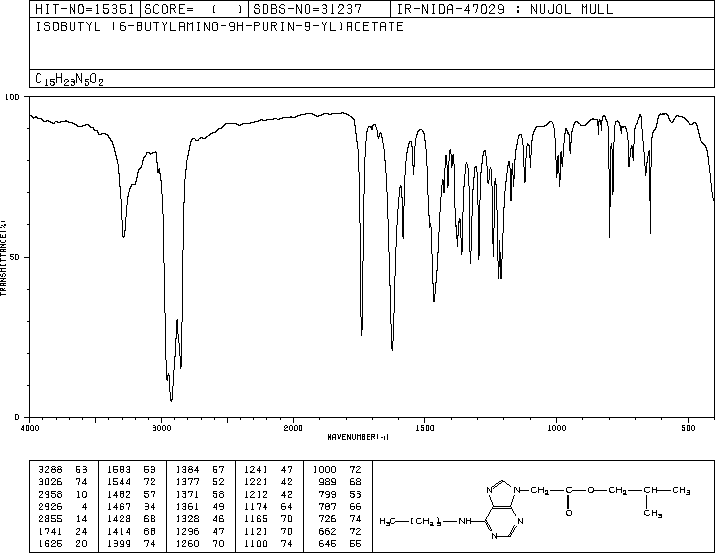 HIT-NO=15351 SCORE= ( ) SDBS-NO=31237 IR-NIDA-47029 : NUJOL MULL
ISOBUTYL (6-BUTYLAMINO-9H-PURIN-9-YL)ACETATE
C15H23N5O2
100
50
0
TRANSMITTANCE(%)
4000 3000 2000 1500 1000 500
WAVENUMBER(-1)
3288 53 1583 53 1384 57 1241 47 1000 72
3026 74 1544 72 1377 52 1221 42 989 68
2958 10 1482 57 1371 58 1212 42 799 53
2926 4 1467 34 1361 49 1174 64 787 66
2855 14 1428 68 1328 46 1165 70 726 74
1741 24 1414 68 1296 47 1121 70 662 72
1625 20 1399 74 1260 70 1100 74 645 55
N N CH2 C O CH2 CH CH3
O CH3
H3C (CH2)3 NH N
N